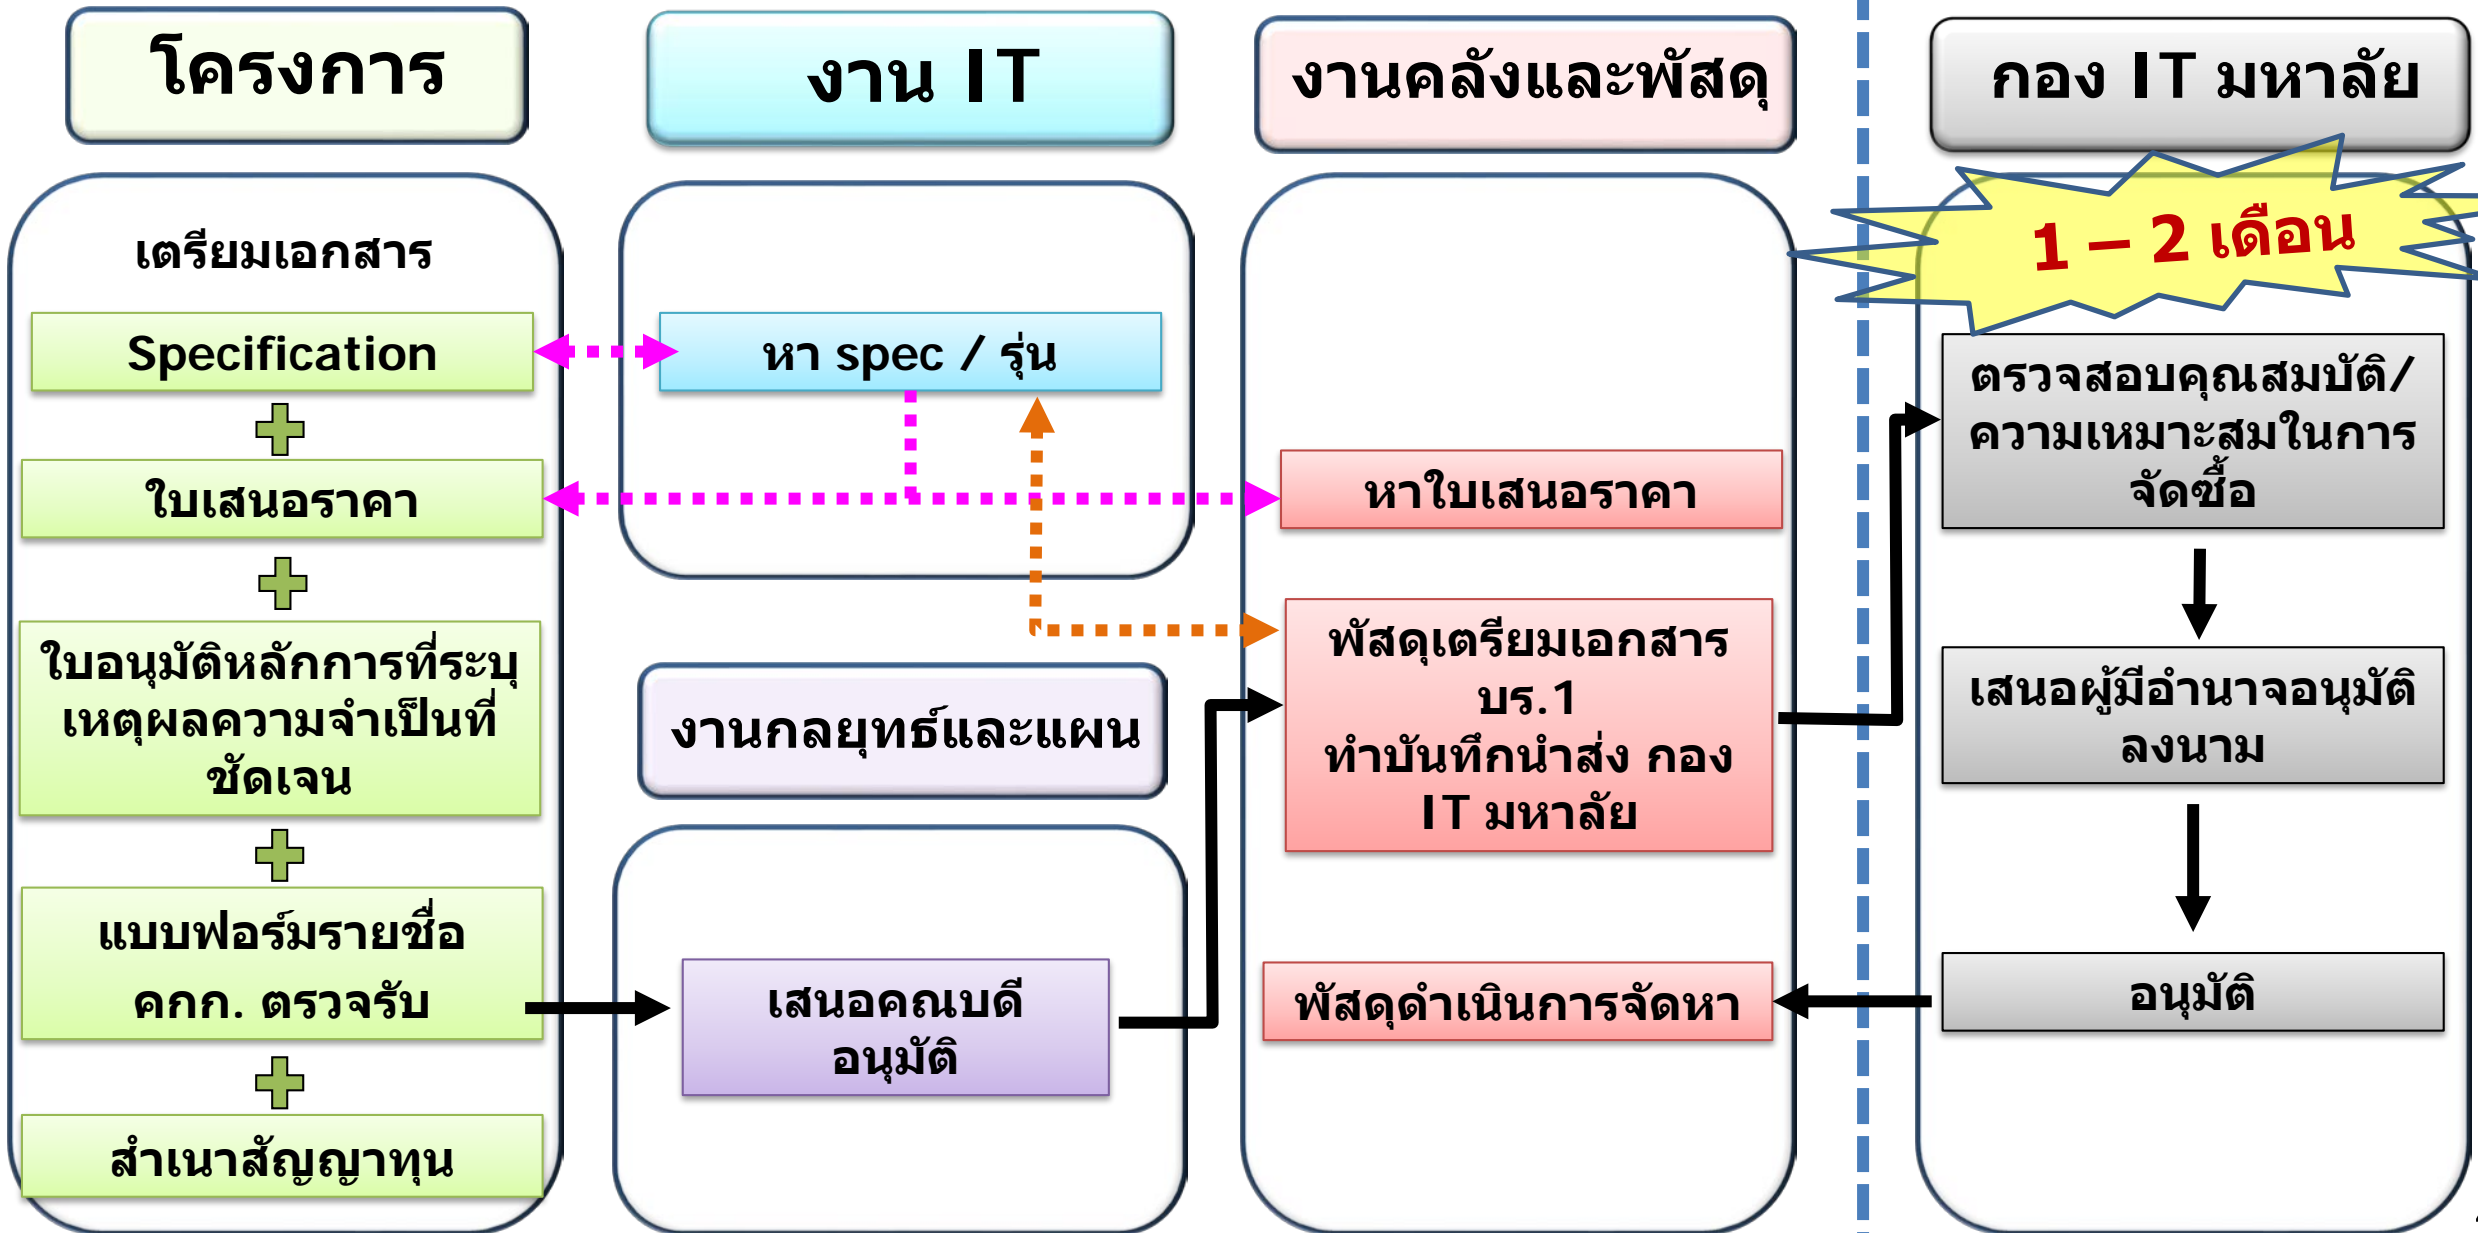 โครงการ
เตรียมเอกสาร
Specification
ใบเสนอราคา
ใบอนุมัติหลักการที่ระบุ
เหตุผลความจำเป็นที่
ชัดเจน
แบบฟอร์มรายชื่อ
คกก. ตรวจรับ
สำเนาสัญญาทุน
งาน IT
หา spec / รุ่น
งานกลยุทธ์และแผน
เสนอคณบดี
อนุมัติ
งานคลังและพัสดุ
หาใบเสนอราคา
พัสดุเตรียมเอกสาร
บร.1
ทำบันทึกนำส่ง กอง
IT มหาลัย
พัสดุดำเนินการจัดหา
กอง IT มหาลัย
1 – 2 เดือน
ตรวจสอบคุณสมบัติ/
ความเหมาะสมในการ
จัดซื้อ
เสนอผู้มีอำนาจอนุมัติ
ลงนาม
อนุมัติ